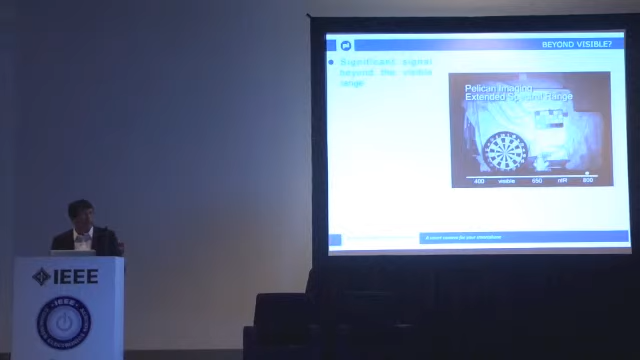 BEYOND VISIBLE?
Significant signal
beyond the visible
range
Pelican Imaging
Extended Spectral Range
400 visible 650 nIR 800
IEEE
IEEE